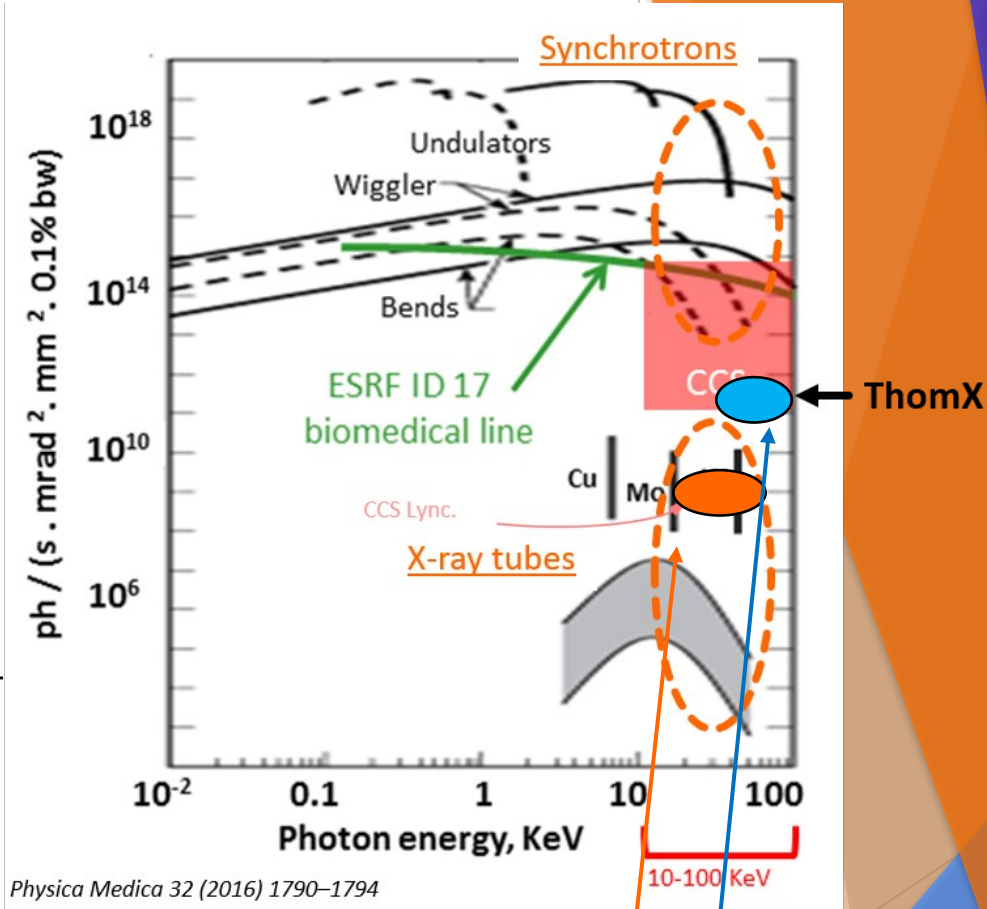 Synchrotrons
10¹⁸
Undulators
Wiggler
10¹⁴
Bends
ESRF ID 17
biomedical line
CCS
ThomX
10¹⁰
Cu
Mo
CCS Lync.
X-ray tubes
10⁶
ph / (s . mrad ². mm ². 0.1% bw)
10⁻² 0.1 1 10 100
Photon energy, KeV
10-100 KeV
Physica Medica 32 (2016) 1790–1794